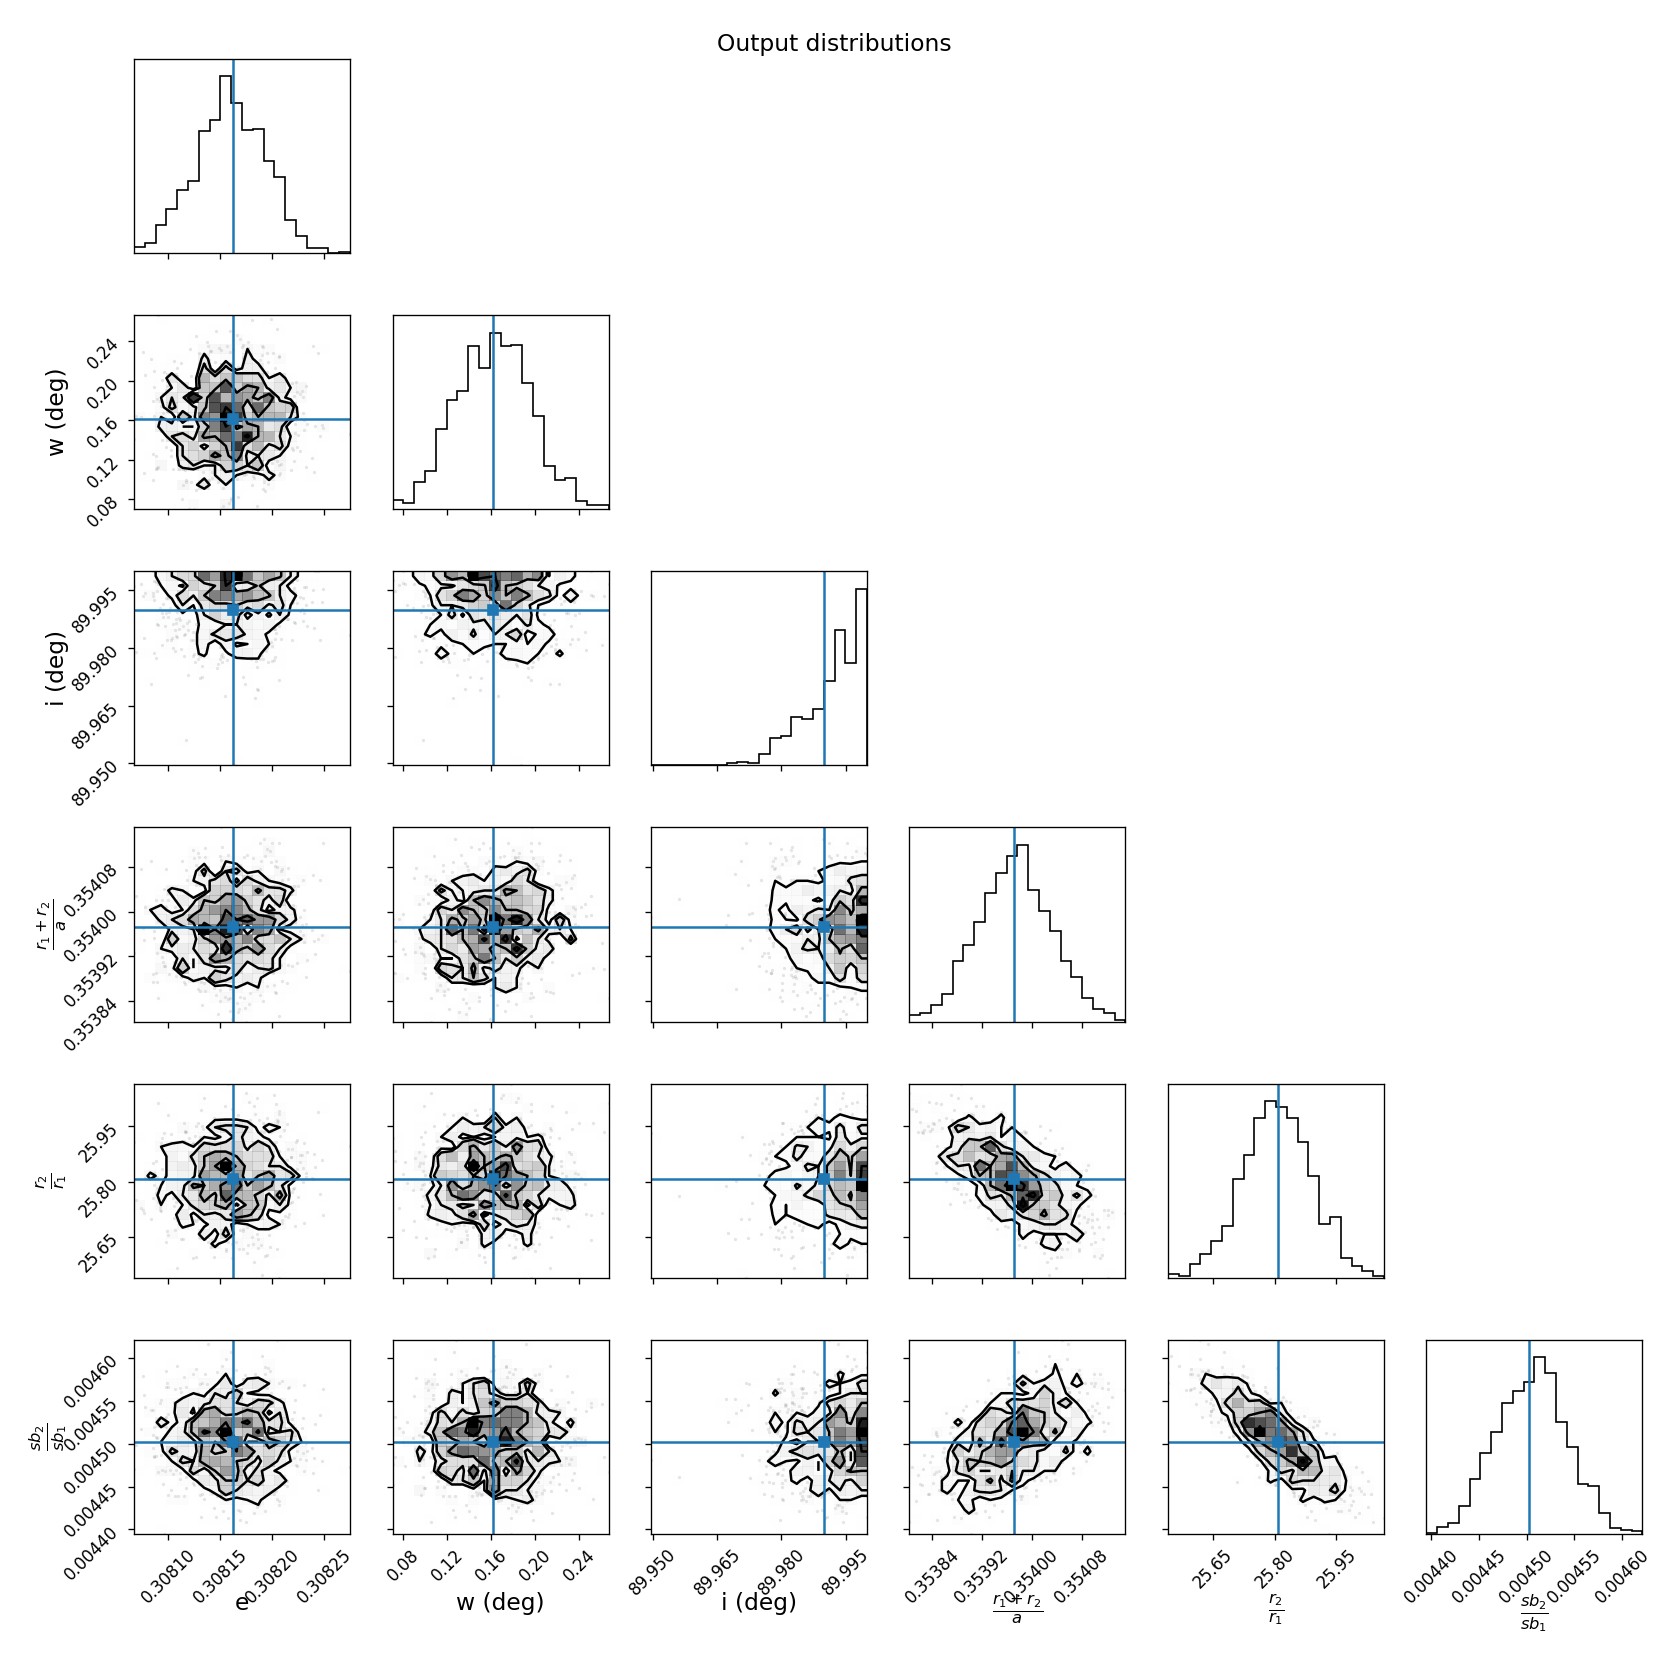 Output distributions
w (deg)
0.24
0.20
0.16
0.12
0.08
i (deg)
89.995
89.980
89.965
89.950
r₁ + r₂
a
0.35408
0.35400
0.35392
0.35384
r₂
r₁
25.95
25.80
25.65
sb₂
sb₁
0.00460
0.00455
0.00450
0.00445
0.00440
0.30810 0.30815 0.30820 0.30825
e
0.08 0.12 0.16 0.20 0.24
w (deg)
89.950 89.965 89.980 89.995
i (deg)
0.35384 0.35392 0.35400 0.35408
r₁ + r₂
a
25.65 25.80 25.95
r₂
r₁
0.00440 0.00445 0.00450 0.00455 0.00460
sb₂
sb₁